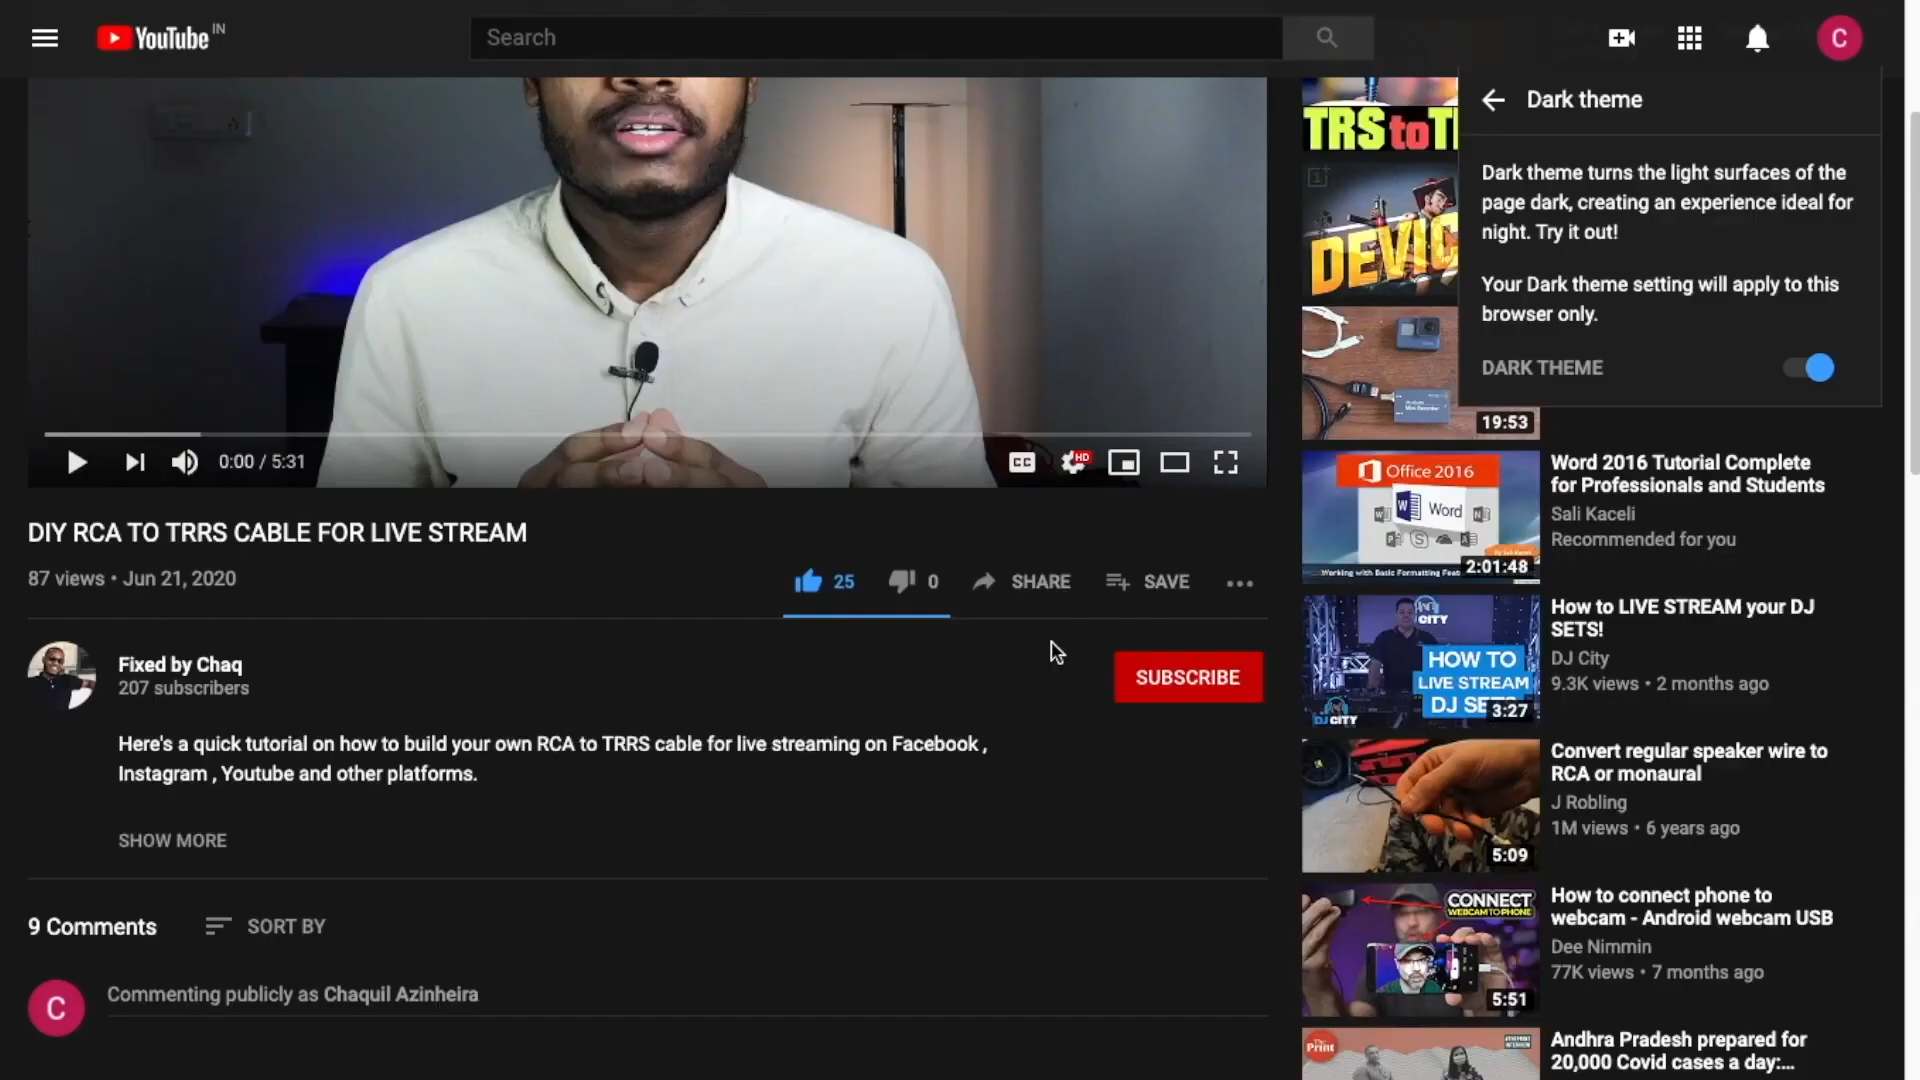 YouTube IN
Search
Dark theme
Dark theme turns the light surfaces of the
page dark, creating an experience ideal for
night. Try it out!
Your Dark theme setting will apply to this
browser only.
DARK THEME
TRS to
19:53
0:00 / 5:31
CC
HD
DIY RCA TO TRRS CABLE FOR LIVE STREAM
87 views • Jun 21, 2020
25
0
SHARE
SAVE
Fixed by Chaq
207 subscribers
SUBSCRIBE
Here's a quick tutorial on how to build your own RCA to TRRS cable for live streaming on Facebook ,
Instagram , Youtube and other platforms.
SHOW MORE
9 Comments
SORT BY
C
Commenting publicly as Chaquil Azinheira
C
Office 2016
Word
2:01:48
Word 2016 Tutorial Complete
for Professionals and Students
Sali Kaceli
Recommended for you
CITY
HOW TO
LIVE STREAM
DJ SE
3:27
DJ CITY
How to LIVE STREAM your DJ
SETS!
DJ City
9.3K views • 2 months ago
5:09
Convert regular speaker wire to
RCA or monaural
J Robling
1M views • 6 years ago
CONNECT
WEBCAM TO PHONE
5:51
How to connect phone to
webcam - Android webcam USB
Dee Nimmin
77K views • 7 months ago
The Print
Andhra Pradesh prepared for
20,000 Covid cases a day:...